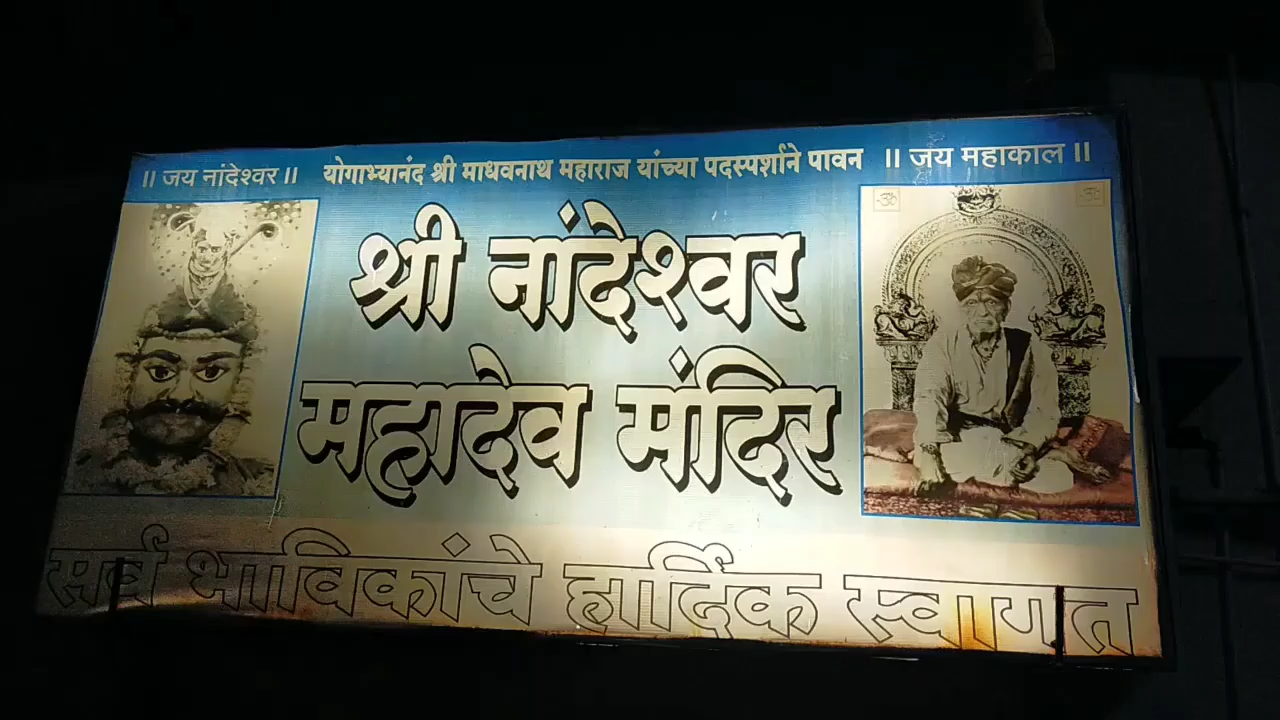 ॥ जय नांदेश्वर ॥ योगाभ्यानंद श्री माधवनाथ महाराज यांच्या पदस्पर्शाने पावन ॥ जय महाकाल ॥
श्री नांदेश्वर
महादेव मंदिर
सर्व भाविकांचे हार्दिक स्वागत